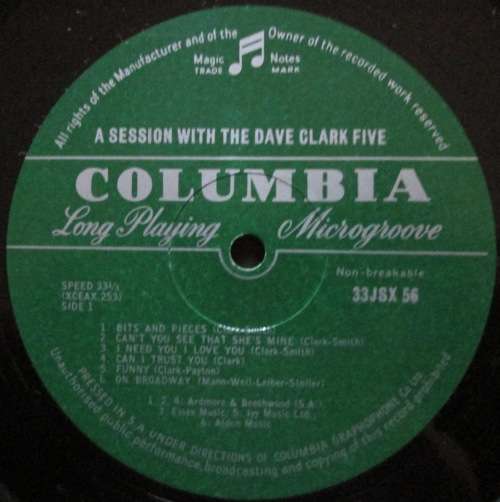 All rights of the Manufacturer and of the Owner of the recorded work reserved
Magic Notes
TRADE MARK
A SESSION WITH THE DAVE CLARK FIVE
COLUMBIA
Long Playing Microgroove
Non-breakable
SPEED 33⅓
(XCEAX.253)
SIDE 1
33JSX 56
1. BITS AND PIECES (Clark-Smith)
2. CAN'T YOU SEE THAT SHE'S MINE (Clark-Smith)
3. I NEED YOU I LOVE YOU (Clark-Smith)
4. CAN I TRUST YOU (Clark)
5. FUNNY (Clark-Payton)
6. ON BROADWAY (Mann-Weil-Leiber-Stoller)
1, 2, 4: Ardmore & Beechwood (S.A.)
Essex Music; 5: Ivy Music Ltd.,
6: Aldon Music
PRESSED IN S.A. UNDER DIRECTIONS OF COLUMBIA GRAPHOPHONE Co. Ltd.
Unauthorised public performance, broadcasting and copying of this record prohibited